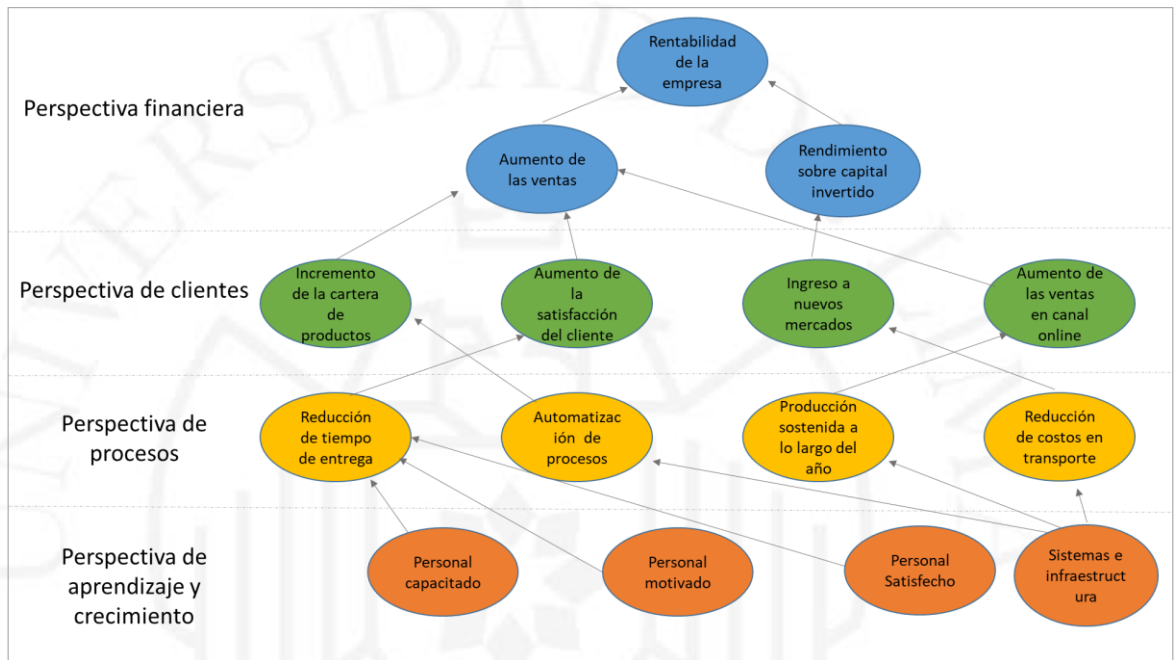 Rentabilidad
de la
empresa
Perspectiva financiera
Aumento de
las ventas
Rendimiento
sobre capital
invertido
Perspectiva de clientes
Incremento
de la cartera
de
productos
Aumento de
la
satisfacción
del cliente
Ingreso a
nuevos
mercados
Aumento de
las ventas
en canal
online
Perspectiva de
procesos
Reducción
de tiempo
de entrega
Automatizac
ión de
procesos
Producción
sostenida a
lo largo del
año
Reducción
de costos en
transporte
Perspectiva de
aprendizaje y
crecimiento
Personal
capacitado
Personal
motivado
Personal
Satisfecho
Sistemas e
infraestruct
ura